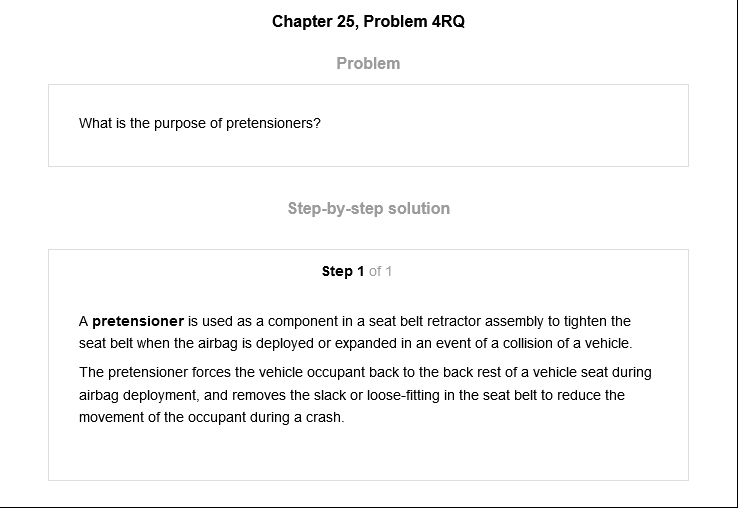 Chapter 25, Problem 4RQ
Problem
What is the purpose of pretensioners?
Step-by-step solution
Step 1 of 1
A pretensioner is used as a component in a seat belt retractor assembly to tighten the
seat belt when the airbag is deployed or expanded in an event of a collision of a vehicle.
The pretensioner forces the vehicle occupant back to the back rest of a vehicle seat during
airbag deployment, and removes the slack or loose-fitting in the seat belt to reduce the
movement of the occupant during a crash.